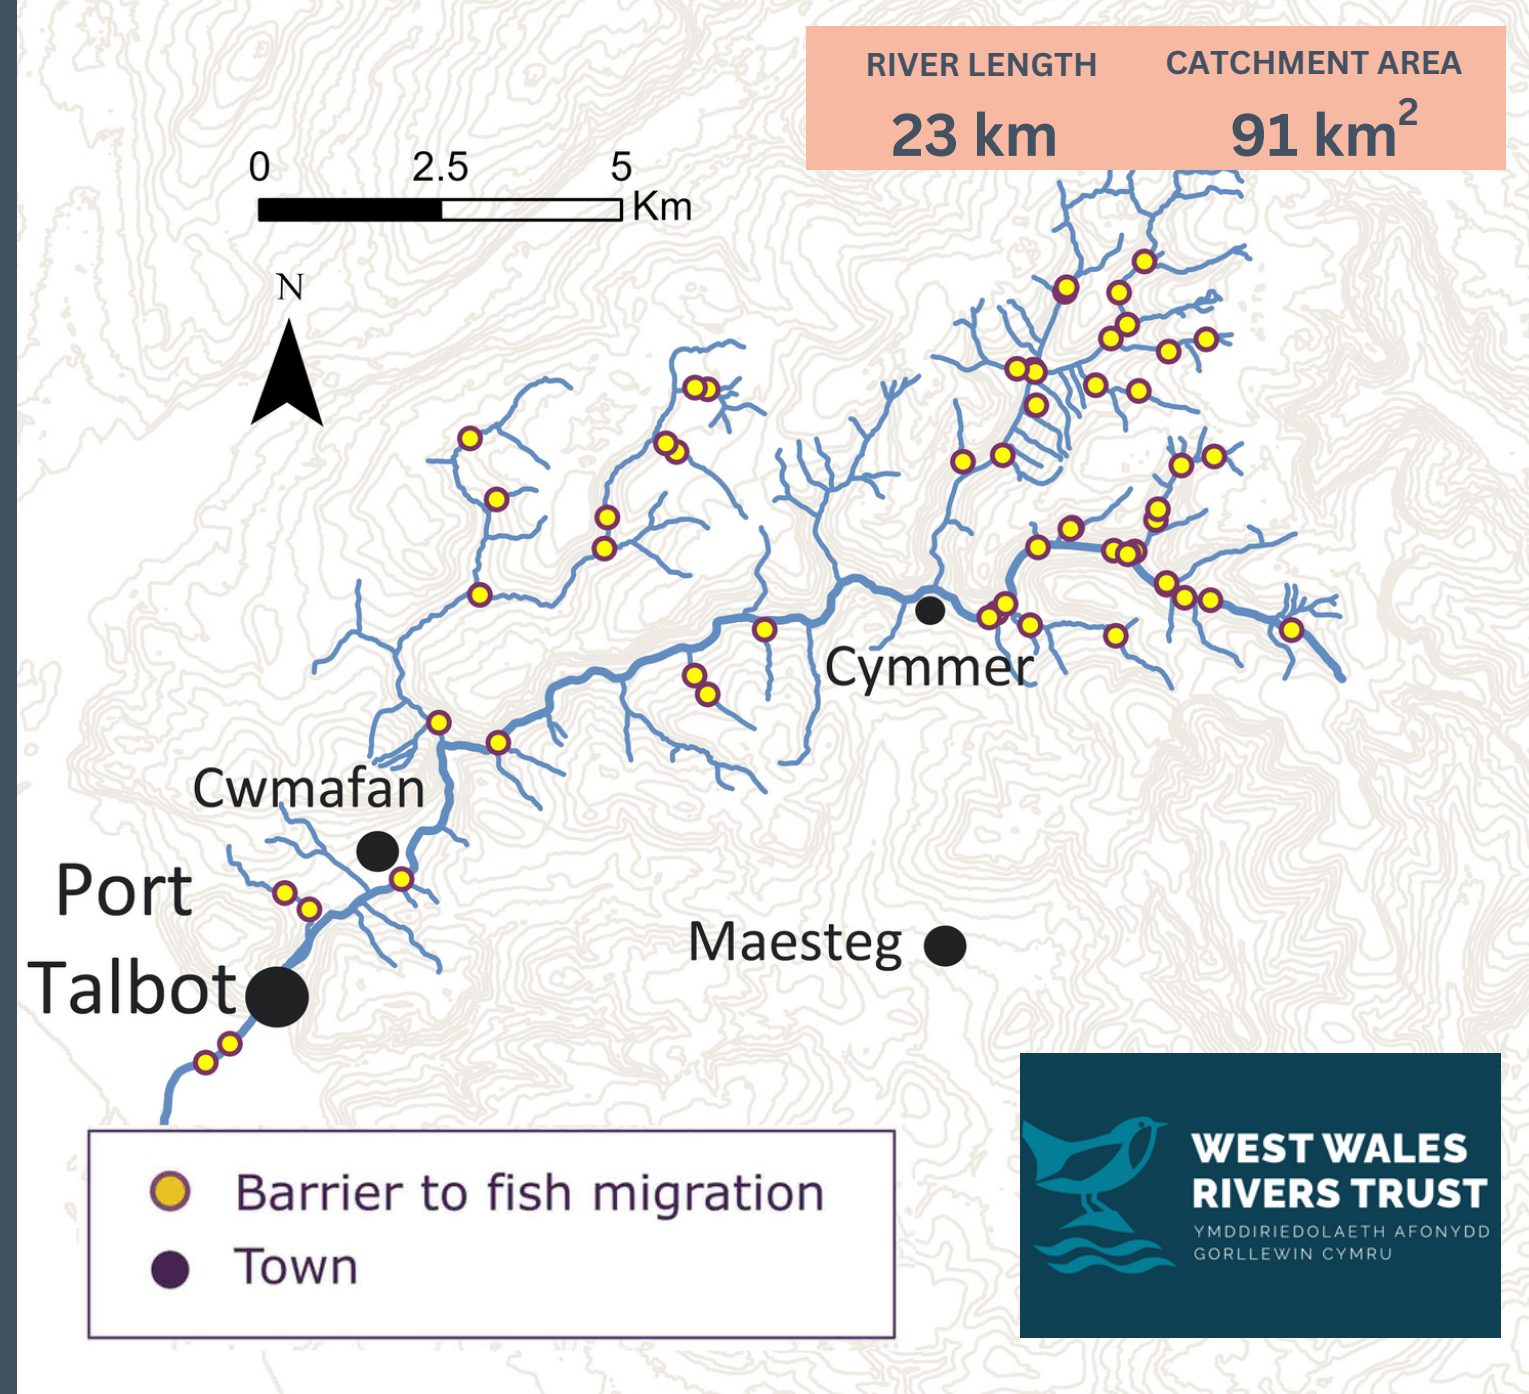 RIVER LENGTH
CATCHMENT AREA
23 km
91 km²
0 2.5 5
Km
N
Cymmer
Cwmafan
Port
Talbot
Maesteg
Barrier to fish migration
Town
WEST WALES
RIVERS TRUST
YMDDIRIEDOLAETH AFONYDD
GORLLEWIN CYMRU